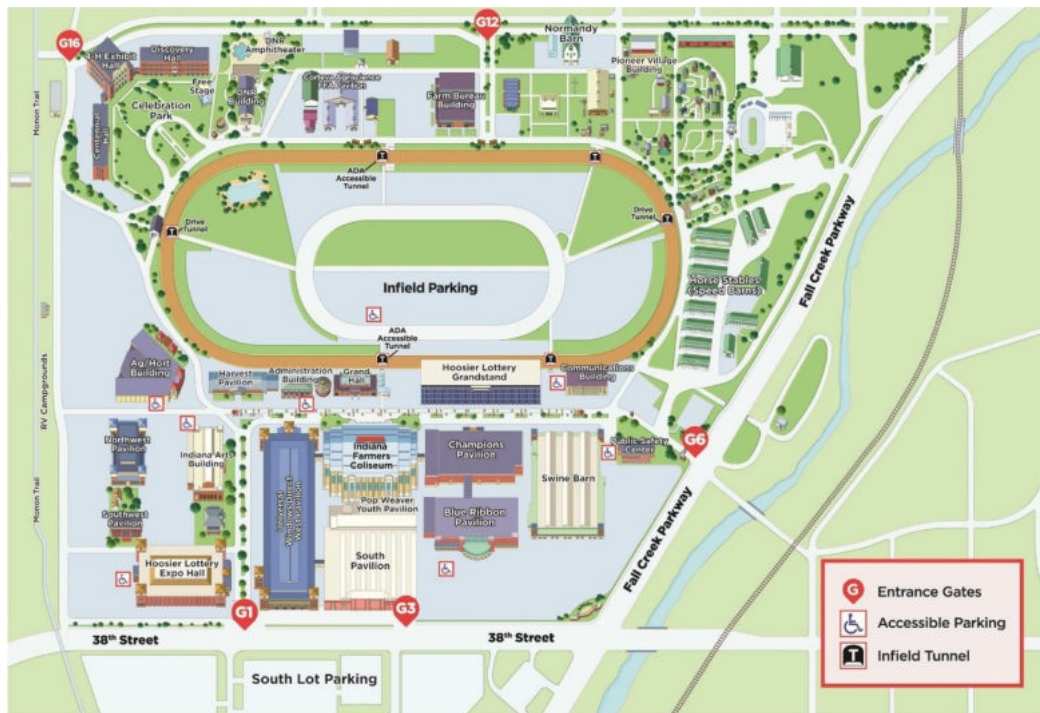 G16
G12
4-H Exhibit
Hall
Discovery
Hall
DNR
Amphitheater
Normandy
Barn
Pioneer Village
Building
Free
Stage
Celebration
Park
DNR
Building
Corteva Agriscience
FFA Pavilion
Farm Bureau
Building
Centennial
Hall
Monon Trail
T
T
ADA
Accessible
Tunnel
T
Drive
Tunnel
Drive
Tunnel
T
Infield Parking
Horse Stables
(Speed Barns)
Fall Creek Parkway
ADA
Accessible
Tunnel
T
T
RV Campgrounds
Ag/Hort
Building
Harvest
Pavilion
Administration
Building
Grand
Hall
Hoosier Lottery
Grandstand
Communications
Building
Northwest
Pavilion
Indiana Arts
Building
Windows Direct
West Pavilion
Indiana
Farmers
Coliseum
Champions
Pavilion
Swine Barn
Public Safety
Center
G6
Monon Trail
Southwest
Pavilion
Pop Weaver
Youth Pavilion
Blue Ribbon
Pavilion
Hoosier Lottery
Expo Hall
South
Pavilion
Fall Creek Parkway
G1
G3
38th Street
38th Street
South Lot Parking
G Entrance Gates
Accessible Parking
T Infield Tunnel